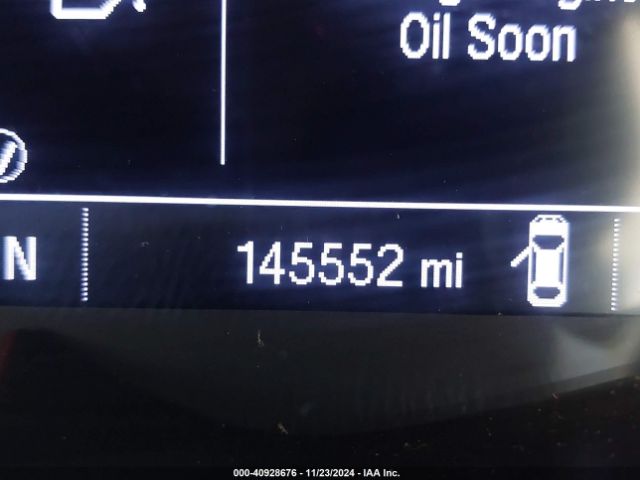 Oil Soon
N
145552 mi
000-40928676 - 11/23/2024 - IAA Inc.